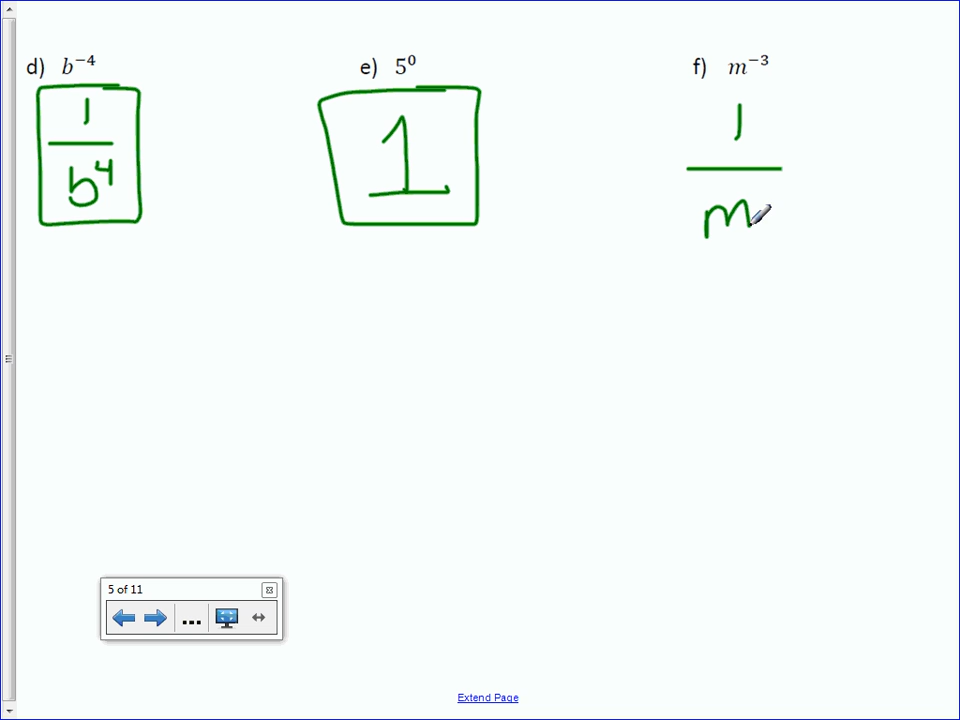 d) b⁻⁴
1
b⁴
e) 5⁰
1
f) m⁻³
1
m
5 of 11
...
Extend Page